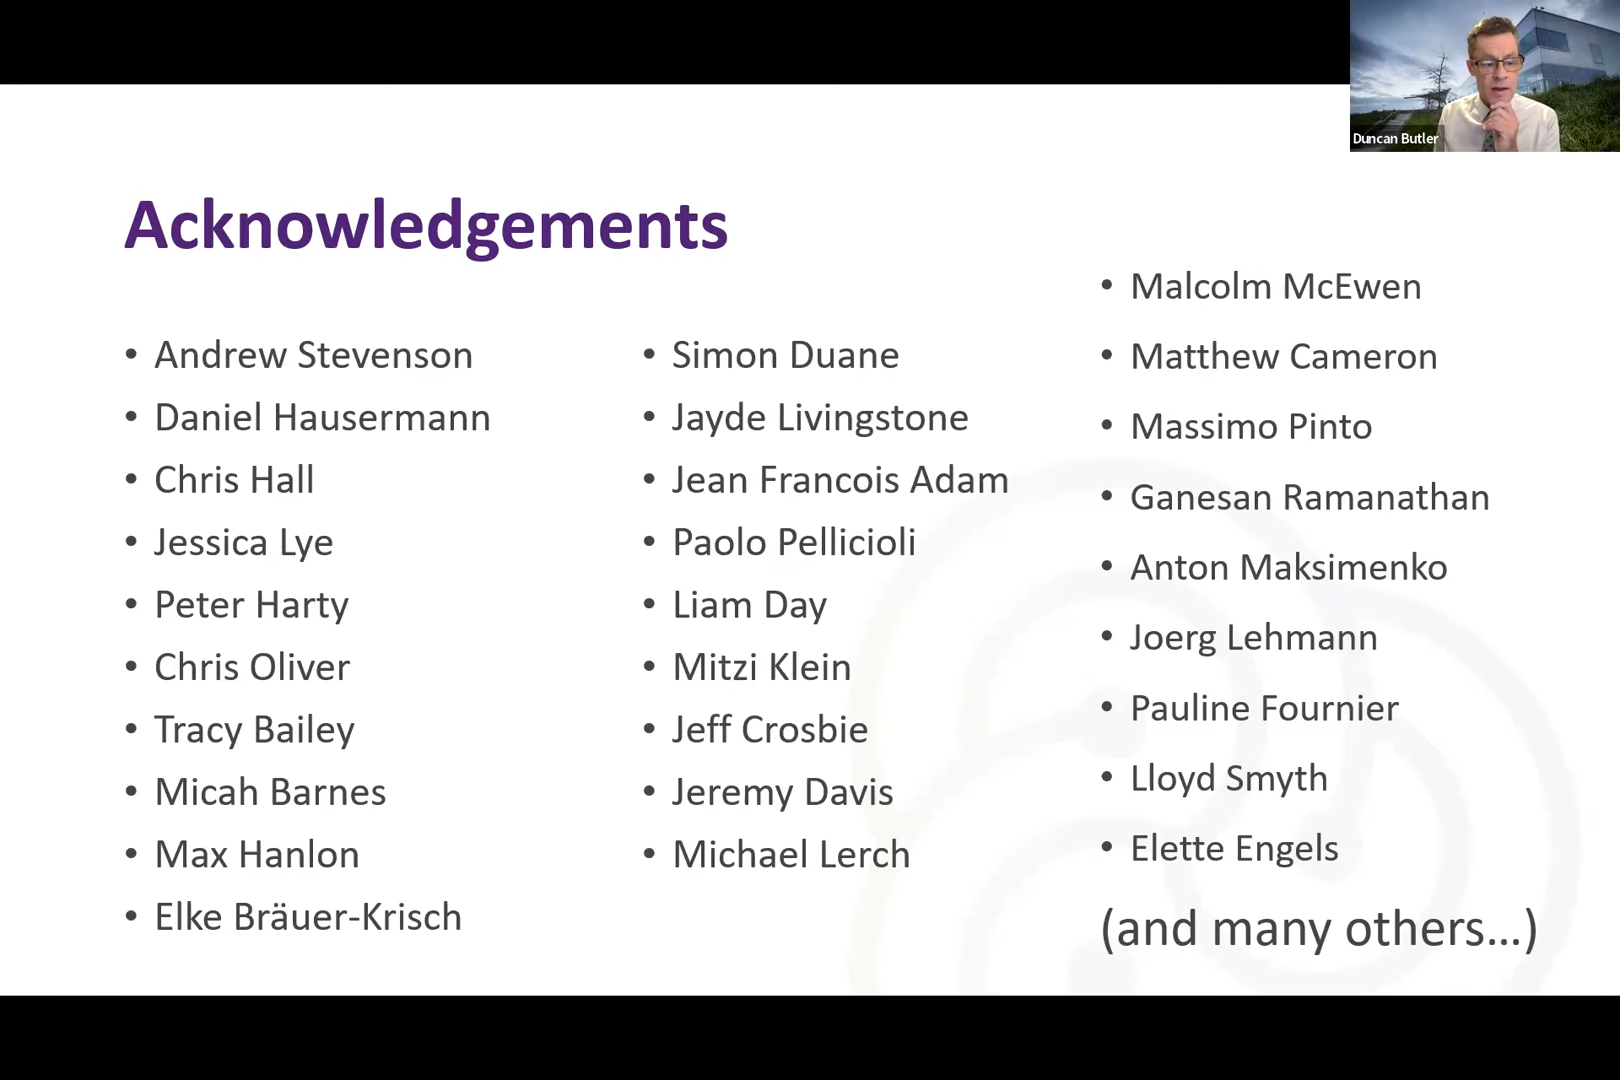 Duncan Butler
Acknowledgements
• Andrew Stevenson
• Daniel Hausermann
• Chris Hall
• Jessica Lye
• Peter Harty
• Chris Oliver
• Tracy Bailey
• Micah Barnes
• Max Hanlon
• Elke Bräuer-Krisch
• Simon Duane
• Jayde Livingstone
• Jean Francois Adam
• Paolo Pellicioli
• Liam Day
• Mitzi Klein
• Jeff Crosbie
• Jeremy Davis
• Michael Lerch
• Malcolm McEwen
• Matthew Cameron
• Massimo Pinto
• Ganesan Ramanathan
• Anton Maksimenko
• Joerg Lehmann
• Pauline Fournier
• Lloyd Smyth
• Elette Engels
(and many others...)